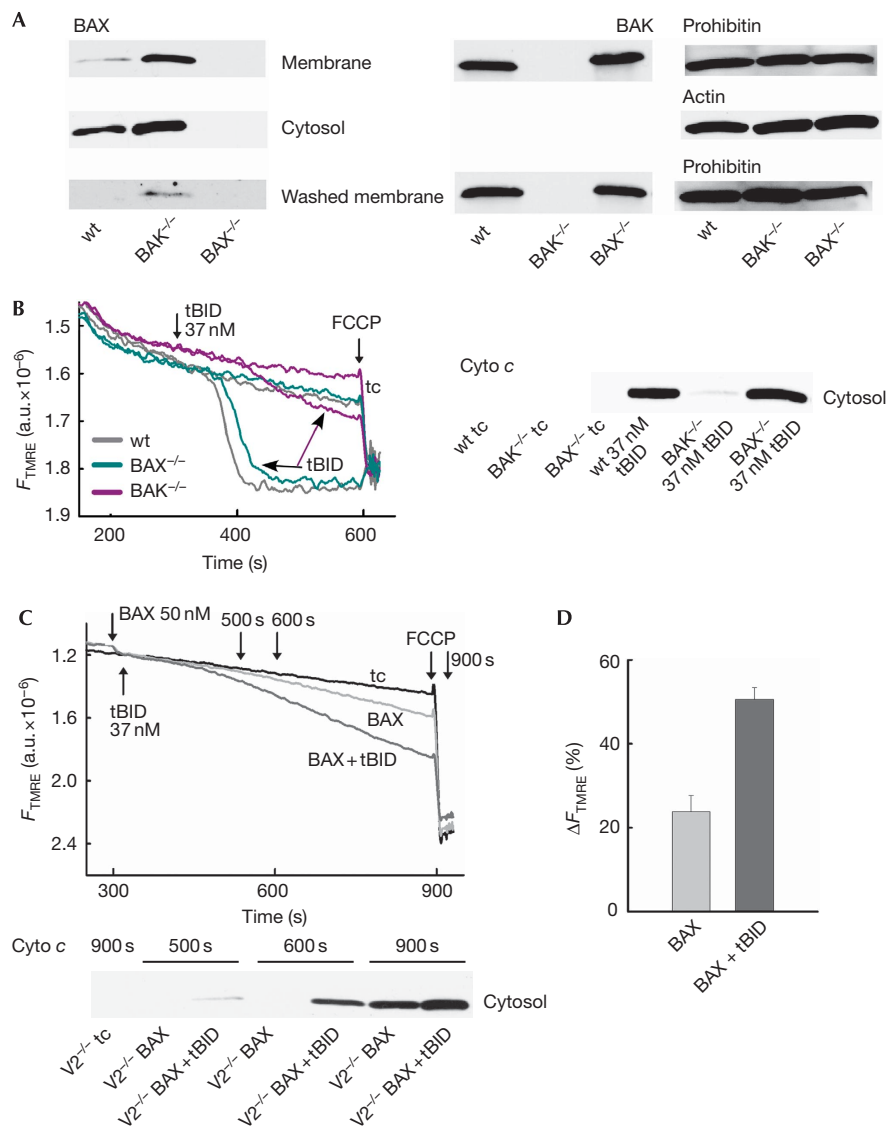 A
BAX
BAK
Prohibitin
Membrane
Actin
Cytosol
Prohibitin
Washed membrane
wt
BAK–/–
BAX–/–
wt
BAK–/–
BAX–/–
wt
BAK–/–
BAX–/–
B
tBID
37 nM
FCCP
1.5
1.6
1.7
1.8
1.9
F TMRE (a.u. × 10–6)
tc
wt
BAX–/–
BAK–/–
tBID
200
400
600
Time (s)
Cyto c
Cytosol
wt tc
BAK–/– tc
BAX–/– tc
wt 37 nM
tBID
BAK–/–
37 nM tBID
BAX–/–
37 nM tBID
C
BAX 50 nM
500 s
600 s
FCCP
900 s
1.2
1.6
2.0
2.4
F TMRE (a.u. × 10–6)
tBID
37 nM
tc
BAX
BAX + tBID
300
600
900
Time (s)
Cyto c
900 s
500 s
600 s
900 s
Cytosol
V2–/– tc
V2–/– BAX
V2–/– BAX + tBID
V2–/– BAX
V2–/– BAX + tBID
V2–/– BAX
V2–/– BAX + tBID
D
60
40
20
0
ΔF TMRE (%)
BAX
BAX + tBID